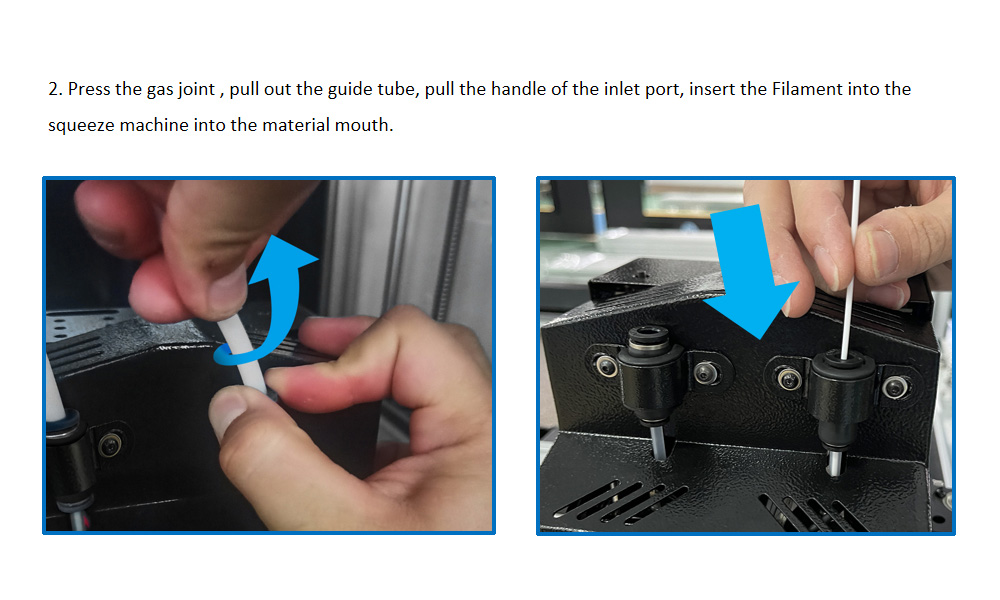 2. Press the gas joint , pull out the guide tube, pull the handle of the inlet port, insert the Filament into the
squeeze machine into the material mouth.